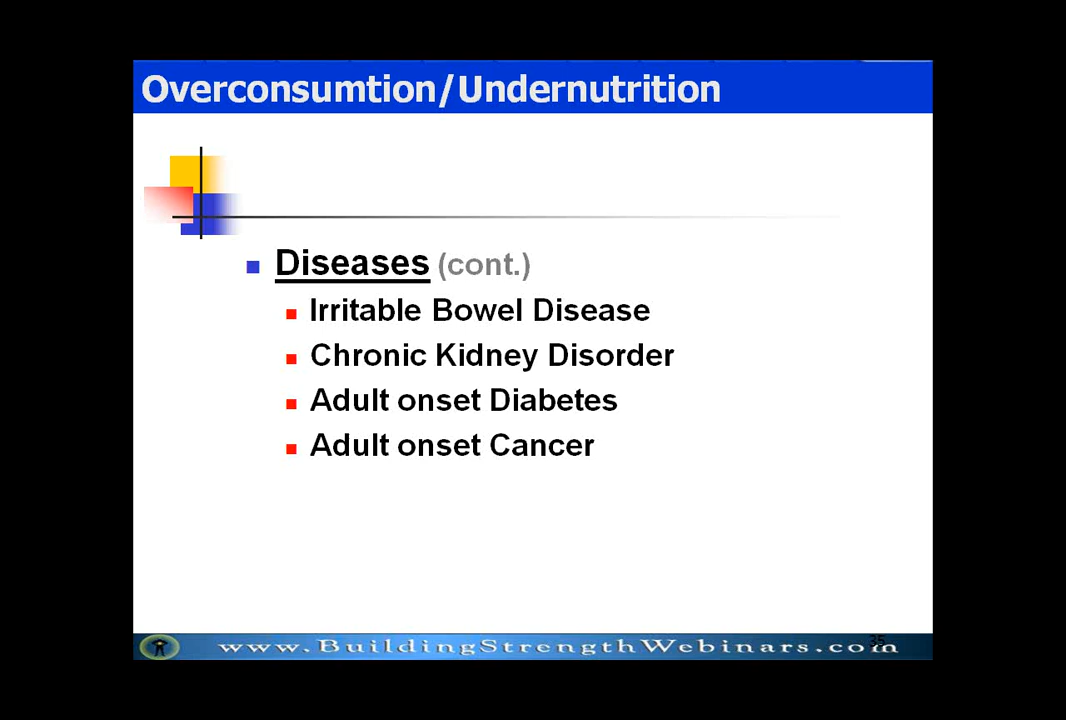 Overconsumtion/Undernutrition
Diseases (cont.)
Irritable Bowel Disease
Chronic Kidney Disorder
Adult onset Diabetes
Adult onset Cancer
35
www.BuildingStrengthWebinars.com